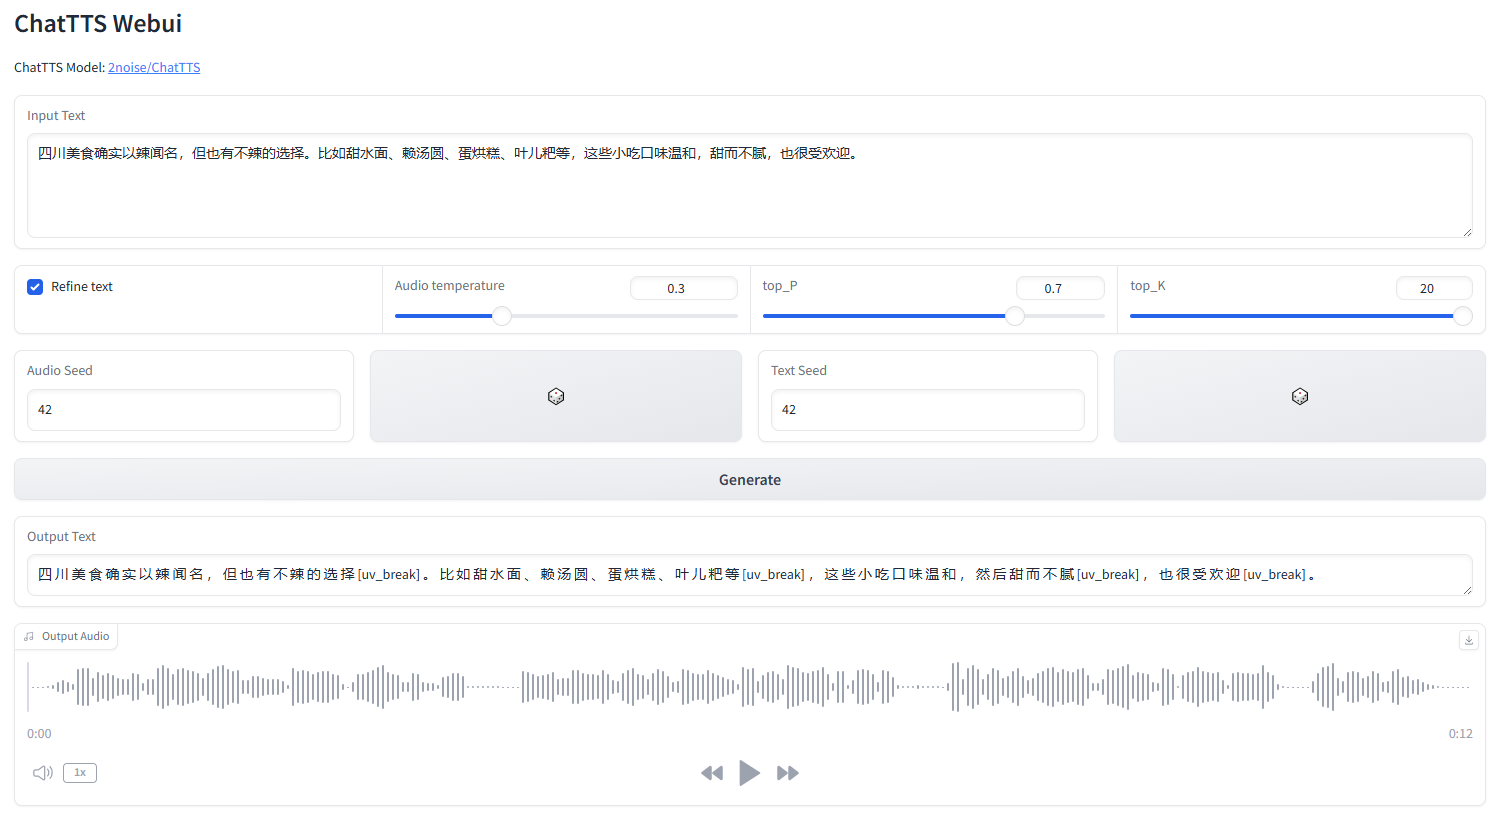 ChatTTS Webui
ChatTTS Model: 2noise/ChatTTS
Input Text
四川美食确实以辣闻名，但也有不辣的选择。比如甜水面、赖汤圆、蛋烘糕、叶儿粑等，这些小吃口味温和，甜而不腻，也很受欢迎。
Refine text
Audio temperature
0.3
top_P
0.7
top_K
20
Audio Seed
42
Text Seed
42
Generate
Output Text
四 川 美 食 确 实 以 辣 闻 名 ， 但 也 有 不 辣 的 选 择 [uv_break] 。 比 如 甜 水 面 、 赖 汤 圆 、 蛋 烘 糕 、 叶 儿 粑 等 [uv_break] ， 这 些 小 吃 口 味 温 和 ， 然 后 甜 而 不 腻 [uv_break] ， 也 很 受 欢 迎 [uv_break] 。
Output Audio
0:00
0:12
1x